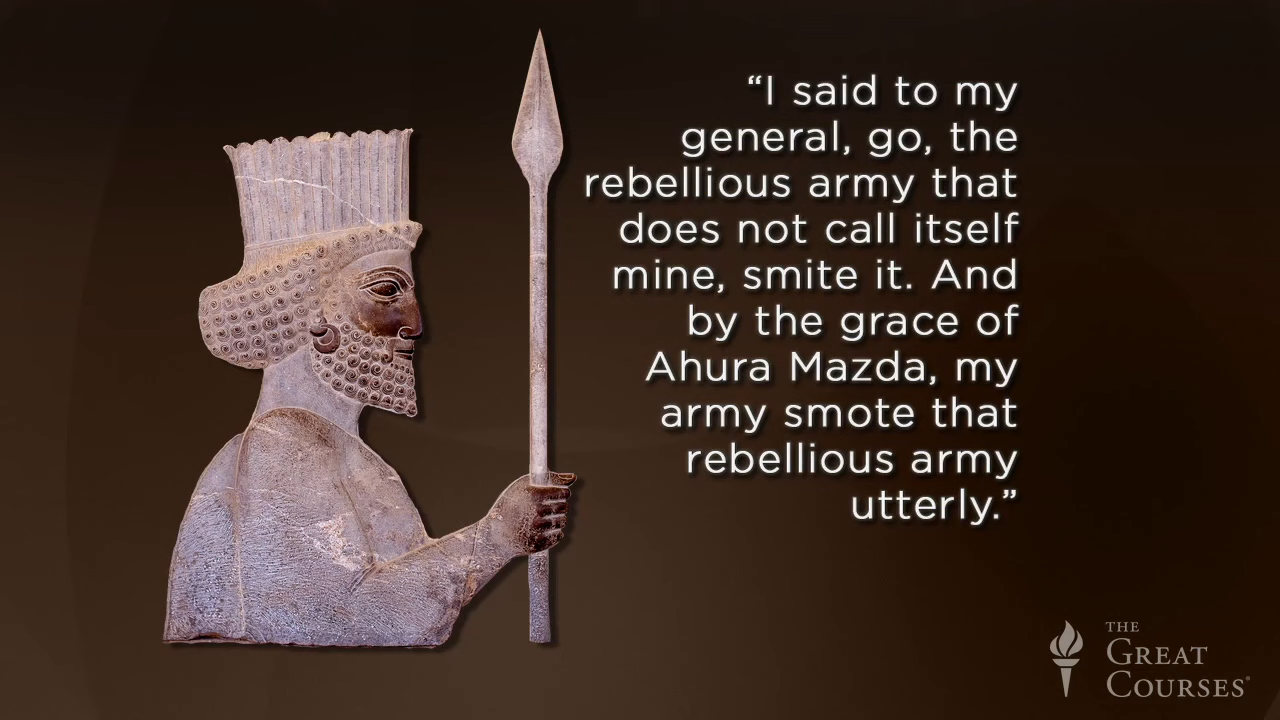 “I said to my
general, go, the
rebellious army that
does not call itself
mine, smite it. And
by the grace of
Ahura Mazda, my
army smote that
rebellious army
utterly.”
THE
GREAT
COURSES®